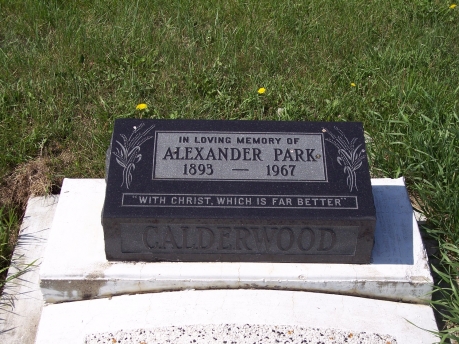 IN LOVING MEMORY OF
ALEXANDER PARK
1893 — 1967
"WITH CHRIST, WHICH IS FAR BETTER"
CALDERWOOD